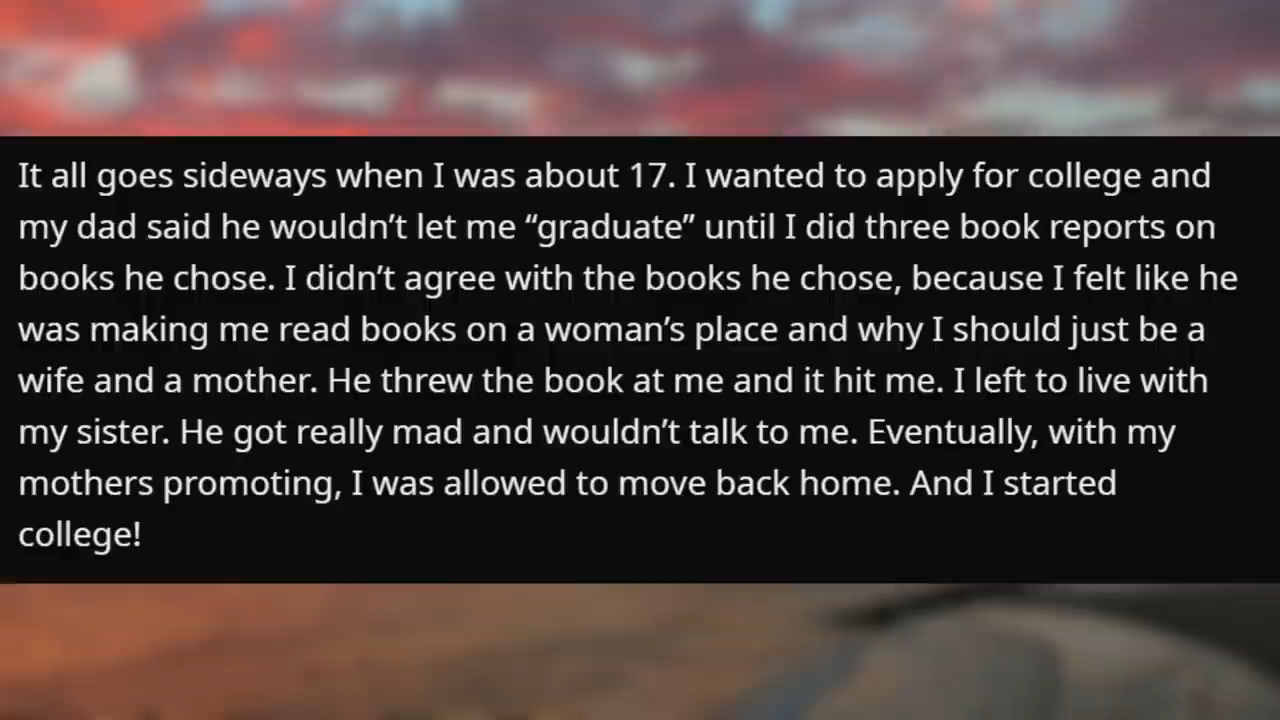 It all goes sideways when I was about 17. I wanted to apply for college and
my dad said he wouldn’t let me “graduate” until I did three book reports on
books he chose. I didn’t agree with the books he chose, because I felt like he
was making me read books on a woman’s place and why I should just be a
wife and a mother. He threw the book at me and it hit me. I left to live with
my sister. He got really mad and wouldn’t talk to me. Eventually, with my
mothers promoting, I was allowed to move back home. And I started
college!